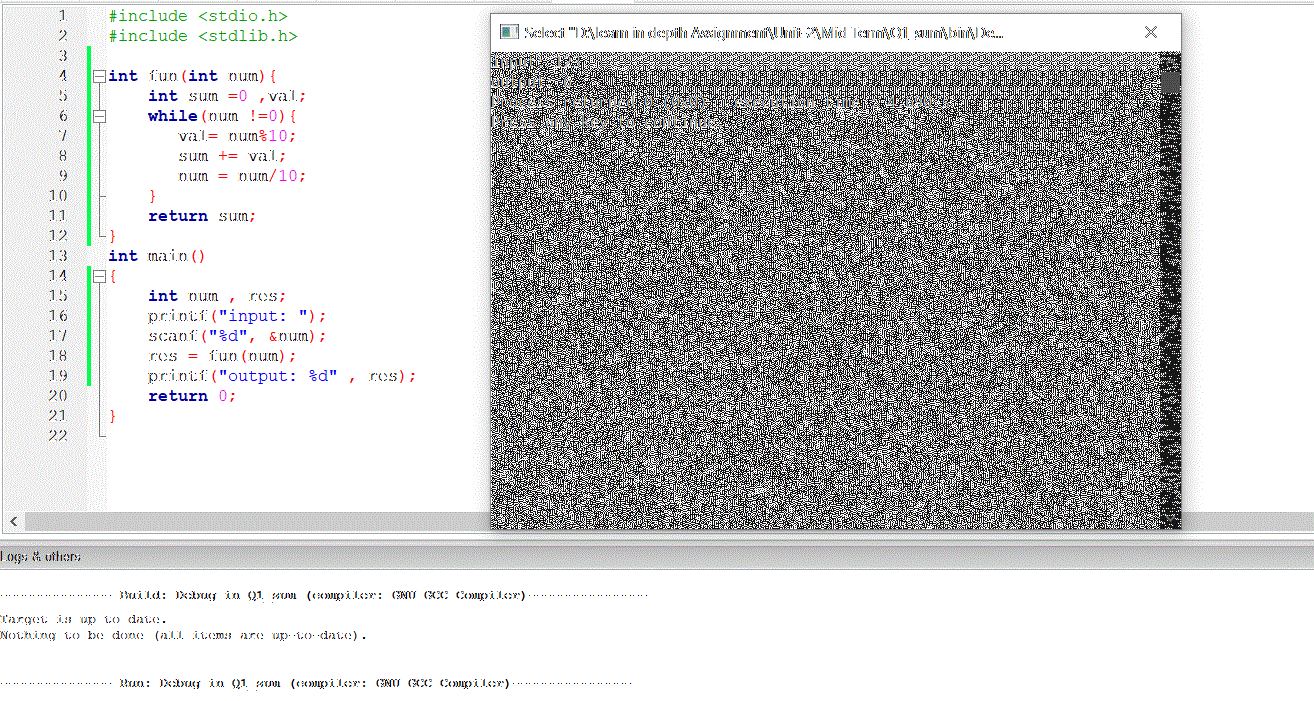 1 #include <stdio.h>
2 #include <stdlib.h>
3
4 int fun(int num){
5 int sum =0 ,val;
6 while(num !=0){
7 val= num%10;
8 sum += val;
9 num = num/10;
10 }
11 return sum;
12 }
13 int main()
14 {
15 int num , res;
16 printf("input: ");
17 scanf("%d", &num);
18 res = fun(num);
19 printf("output: %d" , res);
20 return 0;
21 }
22
Select "D:\learn in depth Assignment\Unit 2\Mid Term\Q1_sum\bin\De...
Logs & others
Build: Debug in Q1_sum (compiler: GNU GCC Compiler)
Target is up to date.
Nothing to be done (all items are up-to-date).
Run: Debug in Q1_sum (compiler: GNU GCC Compiler)